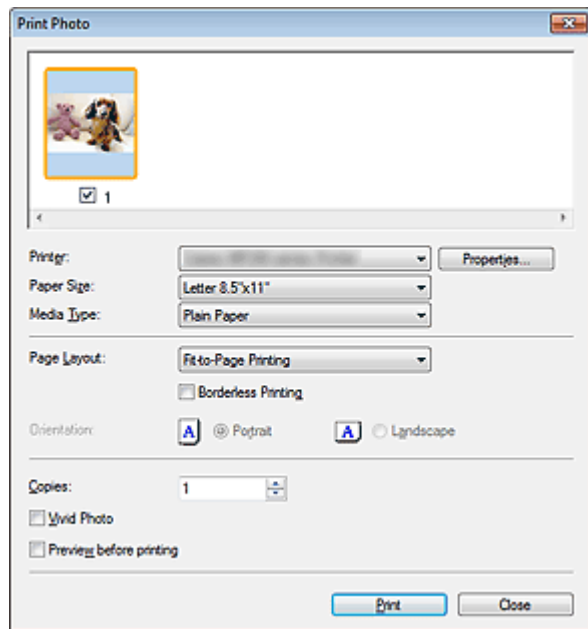 Print Photo
1
Printer: Properties...
Paper Size: Letter 8.5"x11"
Media Type: Plain Paper
Page Layout: Fit-to-Page Printing
Borderless Printing
Orientation: A Portrait A Landscape
Copies: 1
Vivid Photo
Preview before printing
Print Close